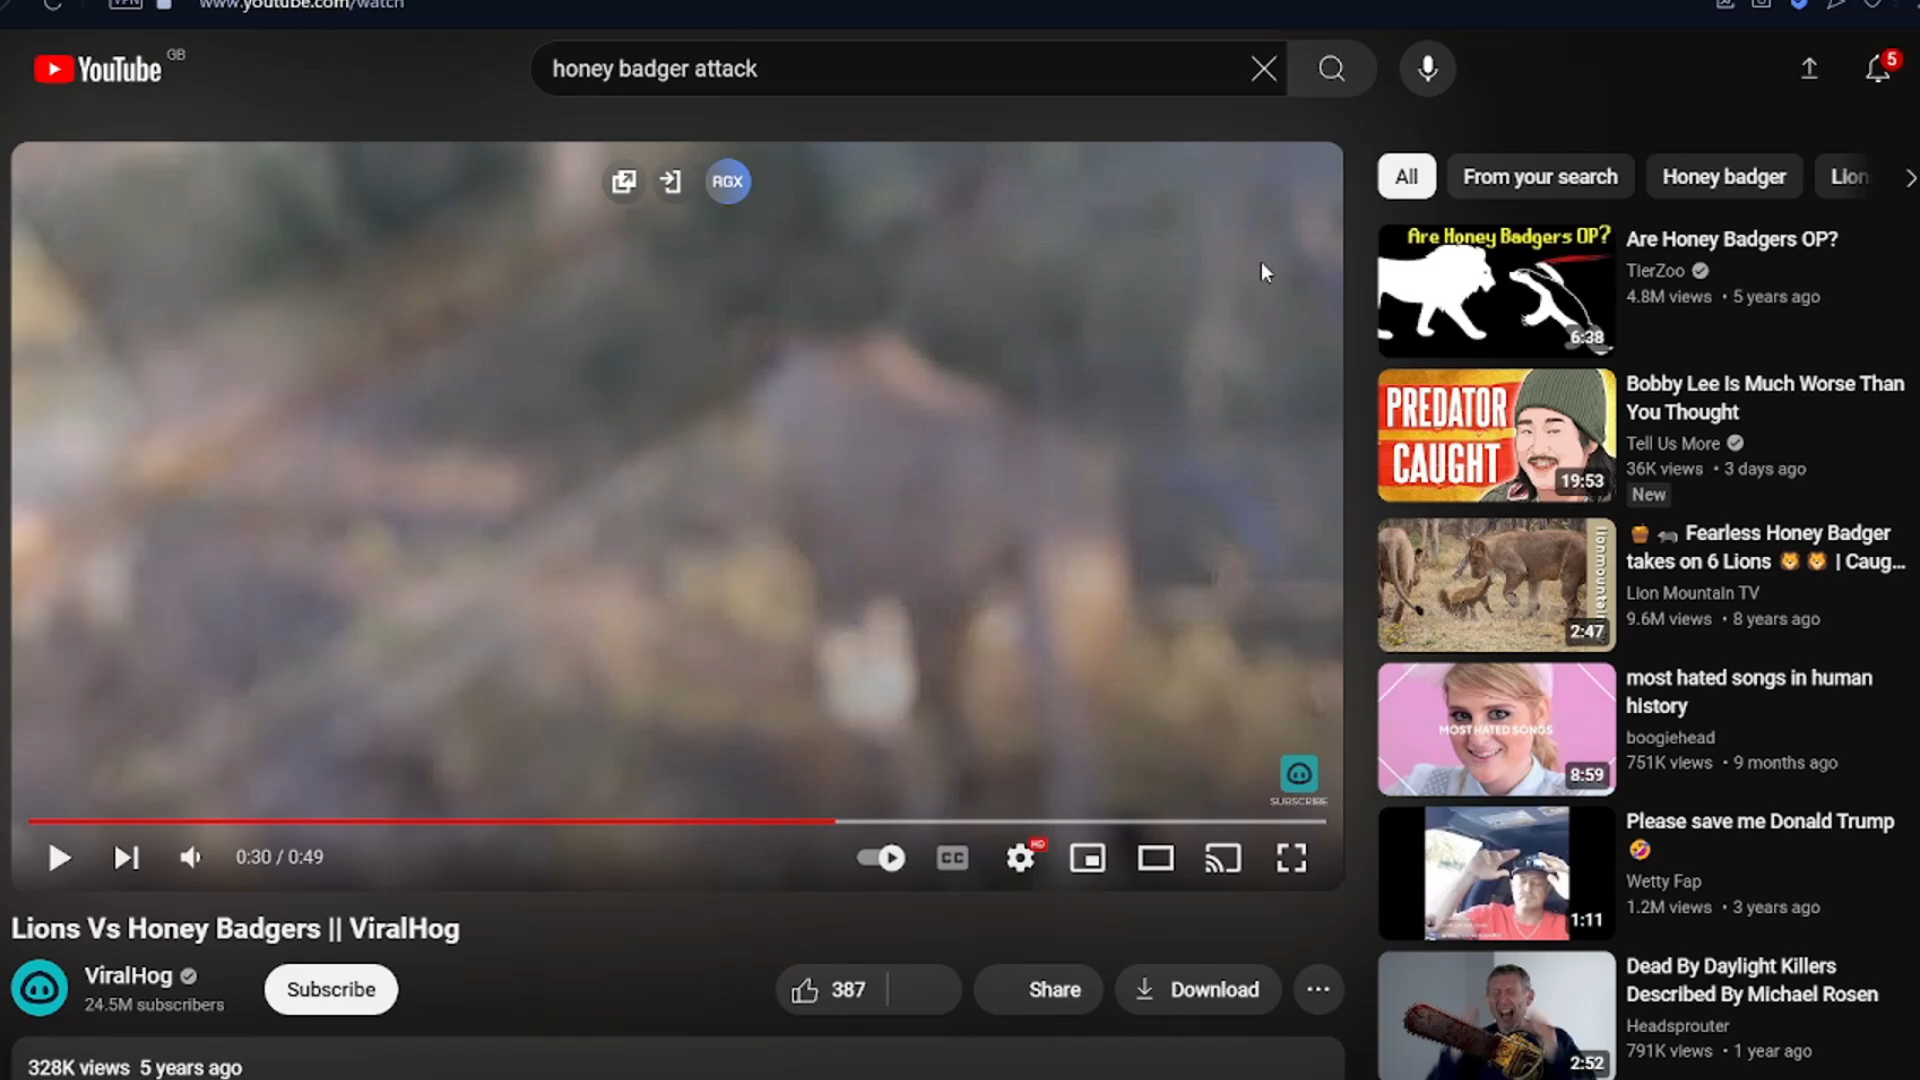 www.youtube.com/watch
YouTube GB
honey badger attack
5
RGX
SUBSCRIBE
0:30 / 0:49
CC
HD
Lions Vs Honey Badgers || ViralHog
ViralHog
24.5M subscribers
Subscribe
387
Share
Download
328K views 5 years ago
All
From your search
Honey badger
Lion
Are Honey Badgers OP?
6:38
Are Honey Badgers OP?
TierZoo
4.8M views • 5 years ago
PREDATOR
CAUGHT
19:53
Bobby Lee Is Much Worse Than
You Thought
Tell Us More
36K views • 3 days ago
New
lionmountain
2:47
Fearless Honey Badger
takes on 6 Lions 🦁 🦁 | Caug...
Lion Mountain TV
9.6M views • 8 years ago
MOST HATED SONGS
8:59
most hated songs in human
history
boogiehead
751K views • 9 months ago
1:11
Please save me Donald Trump
🤣
Wetty Fap
1.2M views • 3 years ago
2:52
Dead By Daylight Killers
Described By Michael Rosen
Headsprouter
791K views • 1 year ago